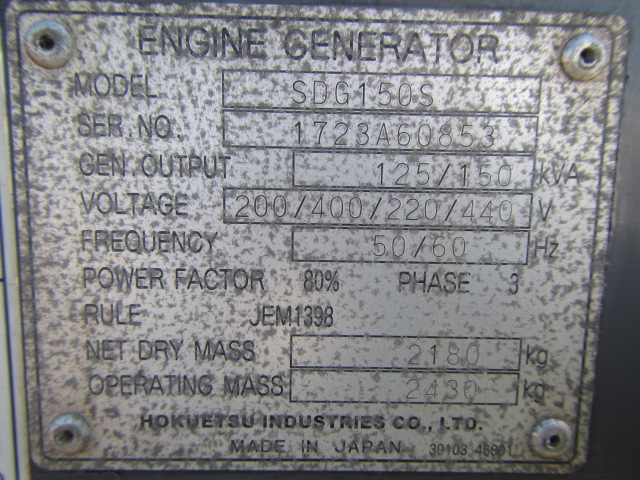 ENGINE GENERATOR
MODEL SDG150S
SER. NO. 1723A60853
GEN. OUTPUT 125/150 kVA
VOLTAGE 200/400/220/440 V
FREQUENCY 50/60 Hz
POWER FACTOR 80% PHASE 3
RULE JEM1398
NET DRY MASS 2180 kg
OPERATING MASS 2430 kg
HOKUETSU INDUSTRIES CO., LTD.
MADE IN JAPAN 39103 46801